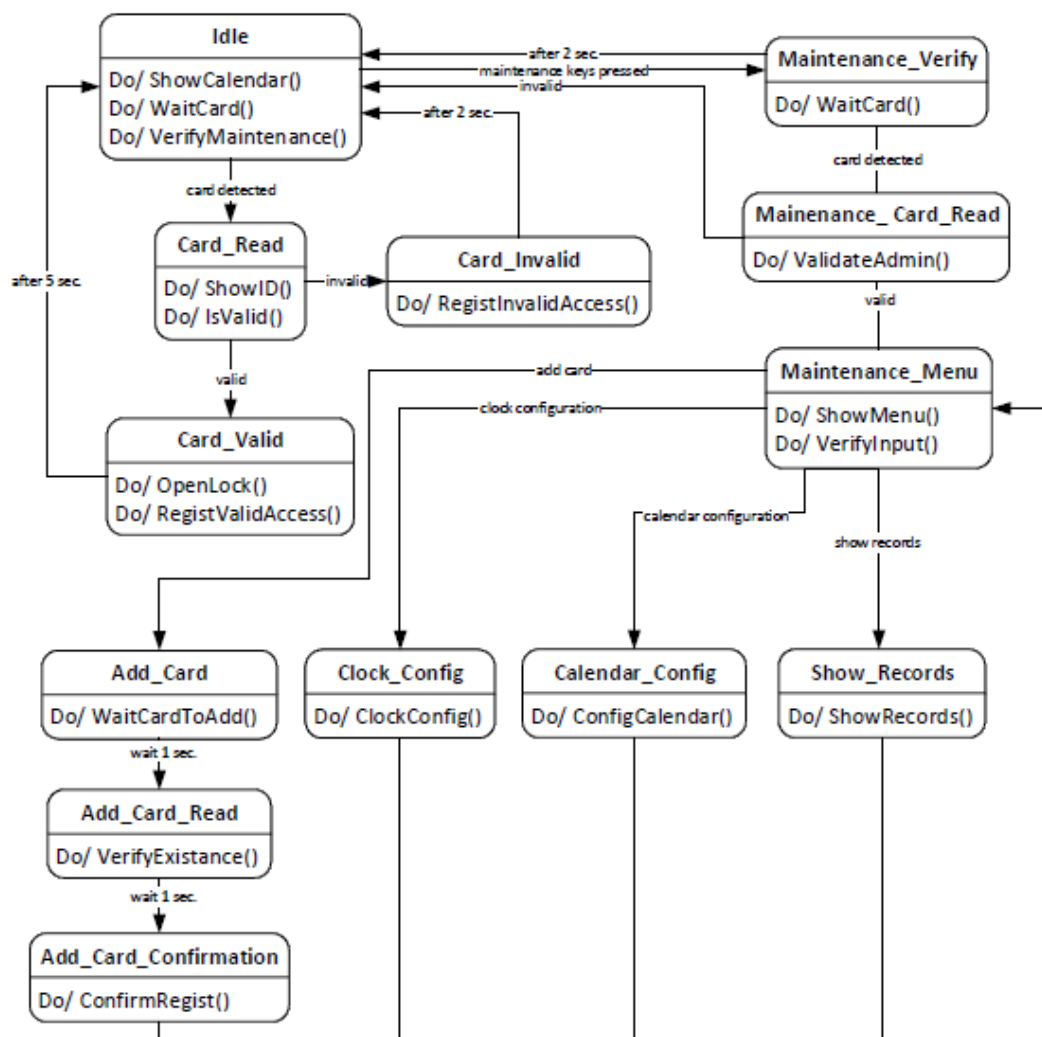 Idle
Do/ ShowCalendar()
Do/ WaitCard()
Do/ VerifyMaintenance()
after 2 sec.
maintenance keys pressed
invalid
after 2 sec.
Maintenance_Verify
Do/ WaitCard()
card detected
card detected
Mainenance_ Card_Read
Do/ ValidateAdmin()
Card_Read
Do/ ShowID()
Do/ IsValid()
invalid
Card_Invalid
Do/ RegistInvalidAccess()
after 5 sec.
valid
valid
Maintenance_Menu
Do/ ShowMenu()
Do/ VerifyInput()
add card
clock configuration
Card_Valid
Do/ OpenLock()
Do/ RegistValidAccess()
calendar configuration
show records
Add_Card
Do/ WaitCardToAdd()
Clock_Config
Do/ ClockConfig()
Calendar_Config
Do/ ConfigCalendar()
Show_Records
Do/ ShowRecords()
wait 1 sec.
Add_Card_Read
Do/ VerifyExistance()
wait 1 sec.
Add_Card_Confirmation
Do/ ConfirmRegist()